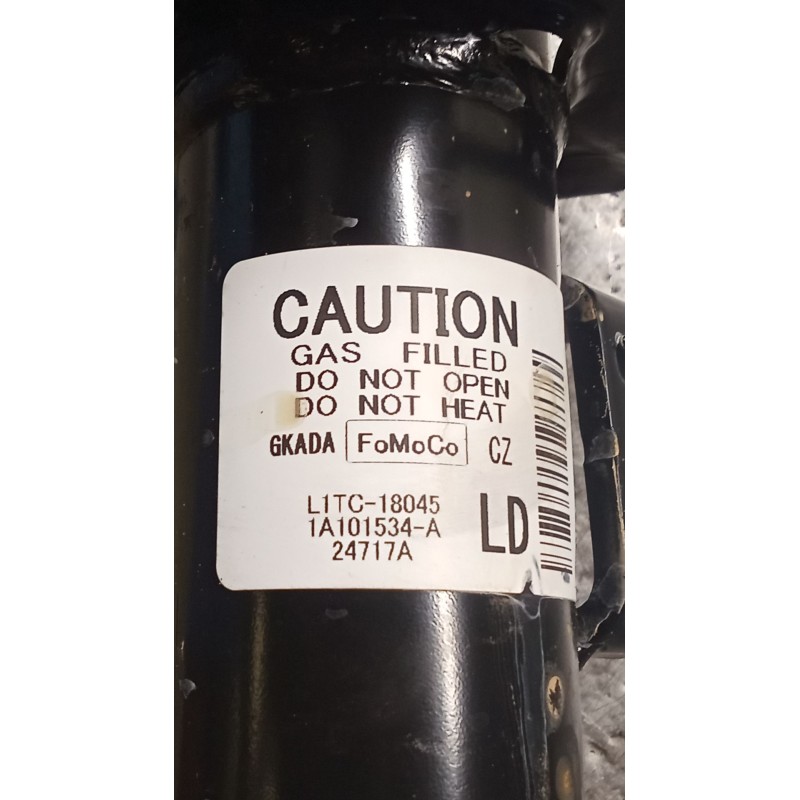 CAUTION
GAS FILLED
DO NOT OPEN
DO NOT HEAT
GKADA FoMoCo CZ
L1TC-18045
1A101534-A
24717A
LD